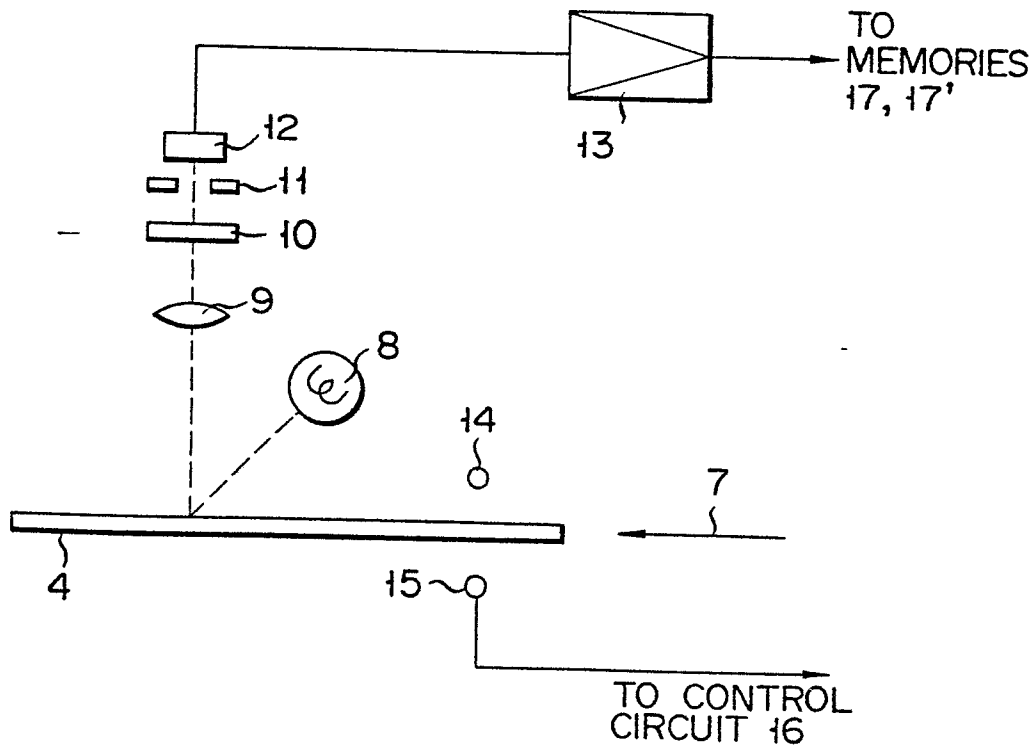 TO
MEMORIES
17, 17'
13
12
11
10
9
8
14
7
4
15
TO CONTROL
CIRCUIT 16